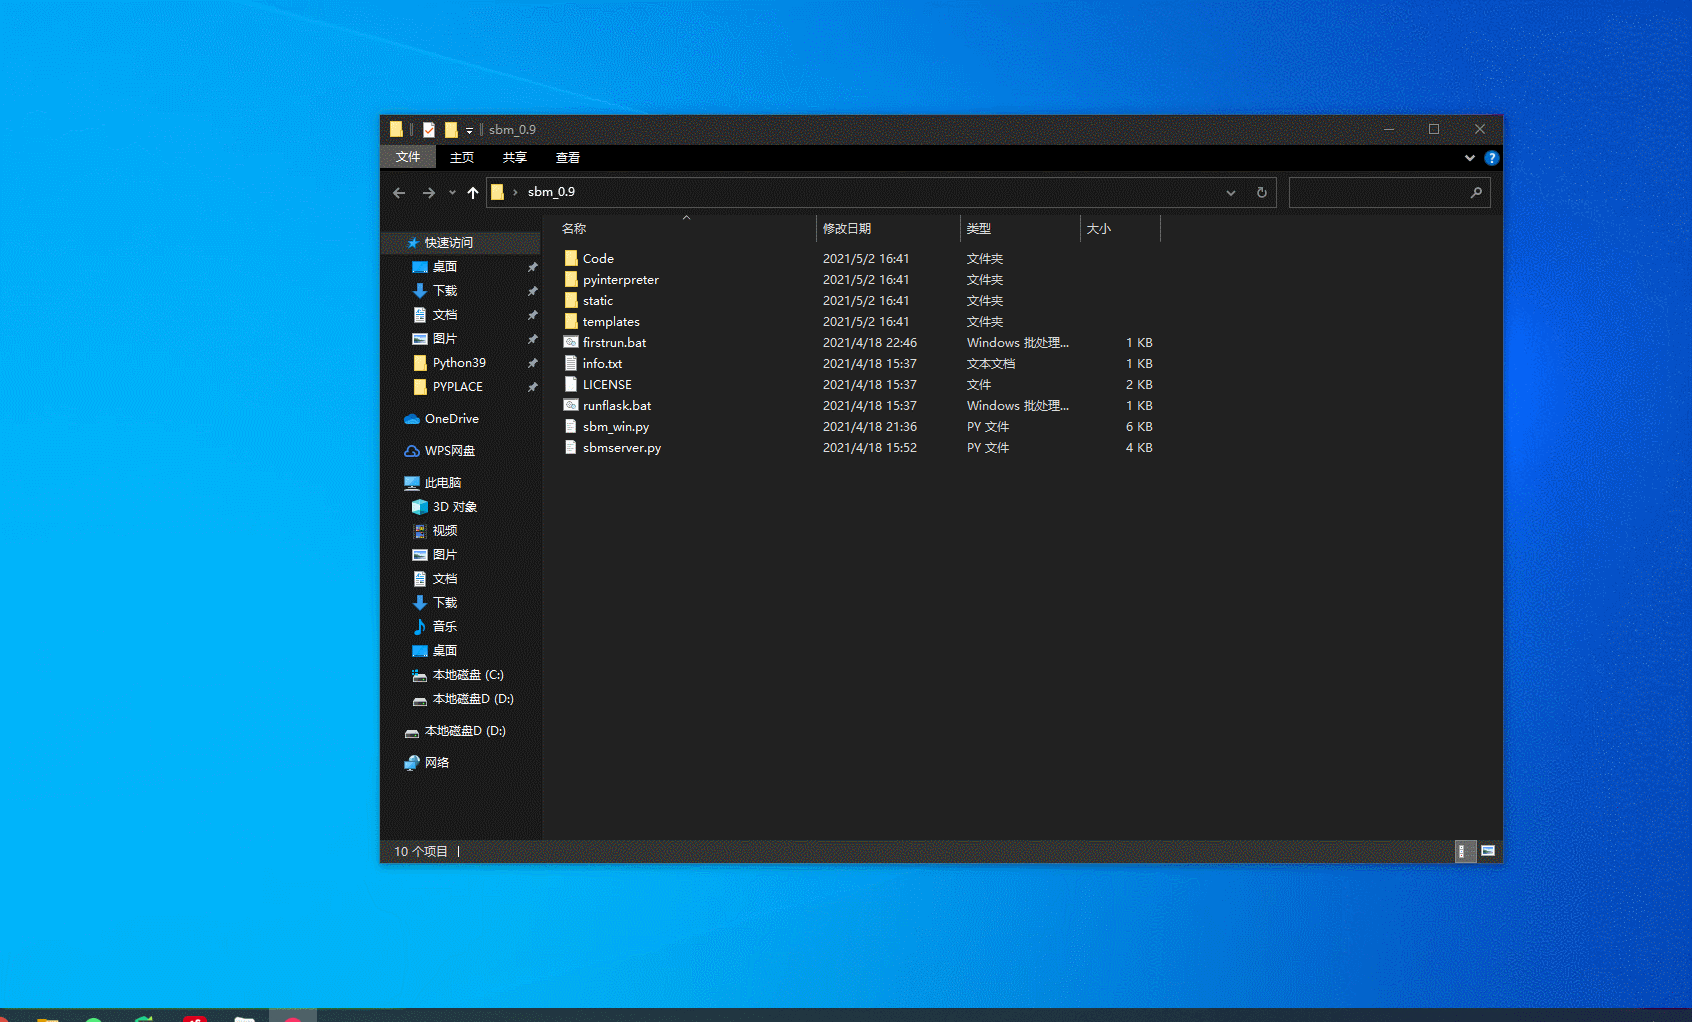 sbm_0.9
文件 主页 共享 查看
sbm_0.9
名称 修改日期 类型 大小
快速访问
桌面
下载
文档
图片
Python39
PYPLACE
OneDrive
WPS网盘
此电脑
3D 对象
视频
图片
文档
下载
音乐
桌面
本地磁盘 (C:)
本地磁盘D (D:)
本地磁盘D (D:)
网络
Code 2021/5/2 16:41 文件夹
pyinterpreter 2021/5/2 16:41 文件夹
static 2021/5/2 16:41 文件夹
templates 2021/5/2 16:41 文件夹
firstrun.bat 2021/4/18 22:46 Windows 批处理... 1 KB
info.txt 2021/4/18 15:37 文本文档 1 KB
LICENSE 2021/4/18 15:37 文件 2 KB
runflask.bat 2021/4/18 15:37 Windows 批处理... 1 KB
sbm_win.py 2021/4/18 21:36 PY 文件 6 KB
sbmserver.py 2021/4/18 15:52 PY 文件 4 KB
10 个项目